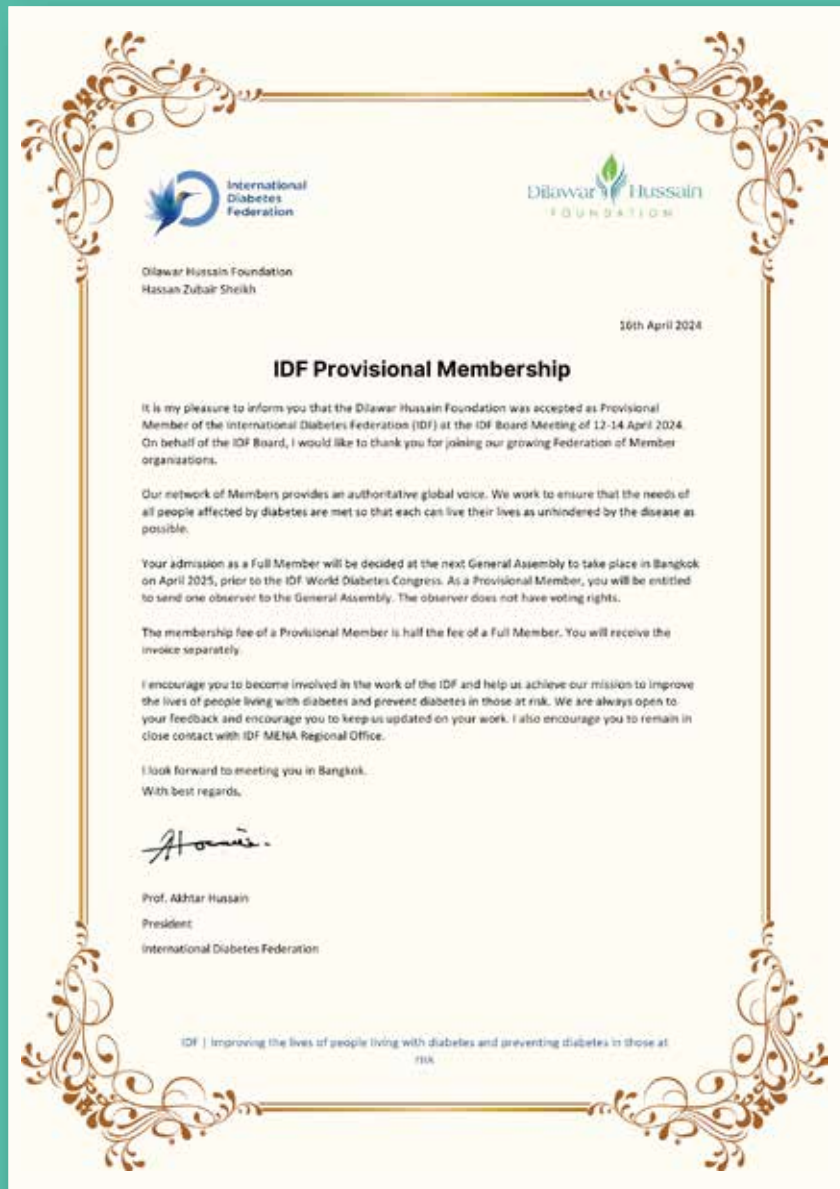 International
Diabetes
Federation
Dilawar Hussain
FOUNDATION
Dilawar Hussain Foundation
Hassan Zubair Sheikh
16th April 2024
IDF Provisional Membership
It is my pleasure to inform you that the Dilawar Hussain Foundation was accepted as Provisional
Member of the International Diabetes Federation (IDF) at the IDF Board Meeting of 12-14 April 2024.
On behalf of the IDF Board, I would like to thank you for joining our growing Federation of Member
organizations.
Our network of Members provides an authoritative global voice. We work to ensure that the needs of
all people affected by diabetes are met so that each can live their lives as unhindered by the disease as
possible.
Your admission as a Full Member will be decided at the next General Assembly to take place in Bangkok
on April 2025, prior to the IDF World Diabetes Congress. As a Provisional Member, you will be entitled
to send one observer to the General Assembly. The observer does not have voting rights.
The membership fee of a Provisional Member is half the fee of a Full Member. You will receive the
invoice separately.
I encourage you to become involved in the work of the IDF and help us achieve our mission to improve
the lives of people living with diabetes and prevent diabetes in those at risk. We are always open to
your feedback and encourage you to keep us updated on your work. I also encourage you to remain in
close contact with IDF MENA Regional Office.
I look forward to meeting you in Bangkok.
With best regards,
Prof. Akhtar Hussain
President
International Diabetes Federation
IDF | Improving the lives of people living with diabetes and preventing diabetes in those at
risk